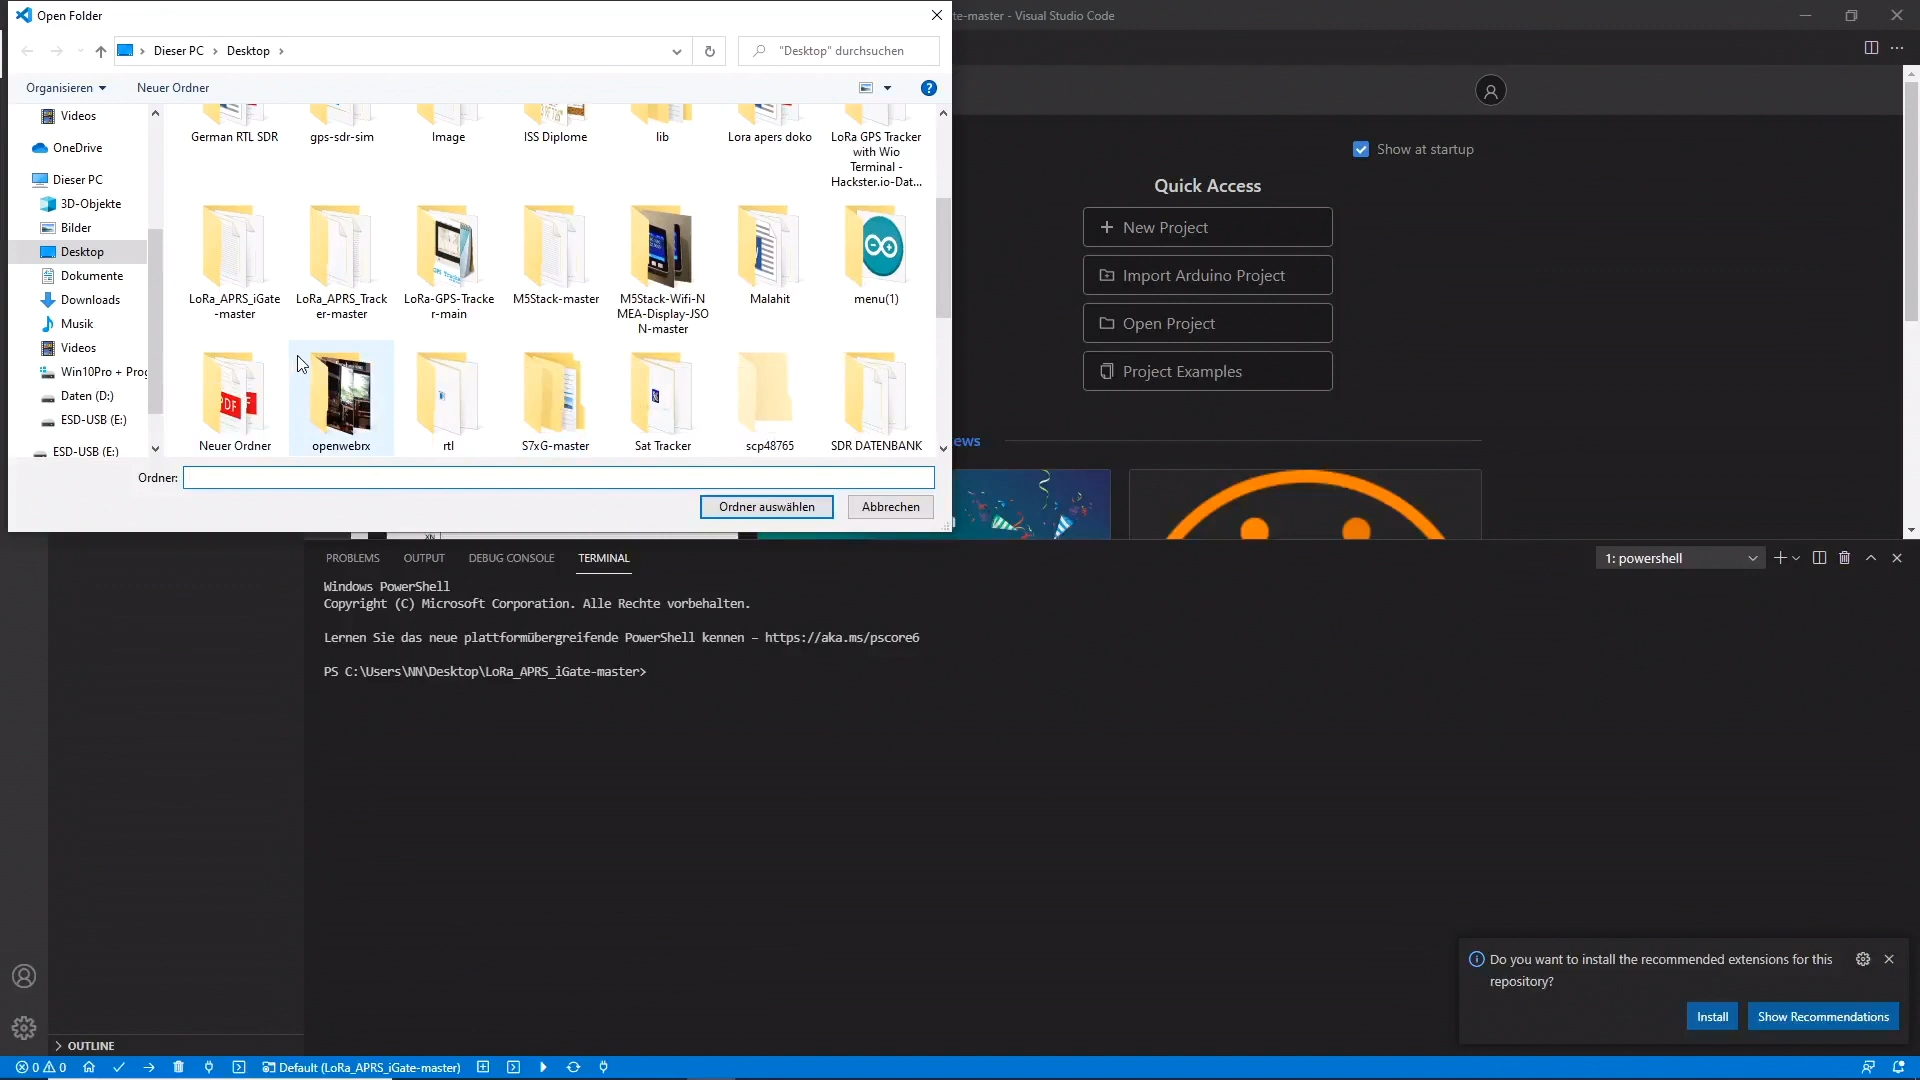 Open Folder
te-master - Visual Studio Code
Dieser PC > Desktop >
"Desktop" durchsuchen
Organisieren
Neuer Ordner
Videos
OneDrive
Dieser PC
3D-Objekte
Bilder
Desktop
Dokumente
Downloads
Musik
Videos
Win10Pro + Prog
Daten (D:)
ESD-USB (E:)
ESD-USB (E:)
German RTL SDR
gps-sdr-sim
Image
ISS Diplome
lib
Lora apers doko
LoRa GPS Tracker
with Wio
Terminal -
Hackster.io-Dat...
LoRa_APRS_iGate
-master
LoRa_APRS_Track
er-master
LoRa-GPS-Tracke
r-main
M5Stack-master
M5Stack-Wifi-N
MEA-Display-JSO
N-master
Malahit
menu(1)
PDF
Neuer Ordner
openwebrx
rtl
S7xG-master
Sat Tracker
scp48765
SDR DATENBANK
Ordner:
Ordner auswählen
Abbrechen
Show at startup
Quick Access
New Project
Import Arduino Project
Open Project
Project Examples
ews
PROBLEMS
OUTPUT
DEBUG CONSOLE
TERMINAL
1: powershell
Windows PowerShell
Copyright (C) Microsoft Corporation. Alle Rechte vorbehalten.
Lernen Sie das neue plattformübergreifende PowerShell kennen – https://aka.ms/pscore6
PS C:\Users\NN\Desktop\LoRa_APRS_iGate-master>
Do you want to install the recommended extensions for this
repository?
Install
Show Recommendations
OUTLINE
0
0
Default (LoRa_APRS_iGate-master)